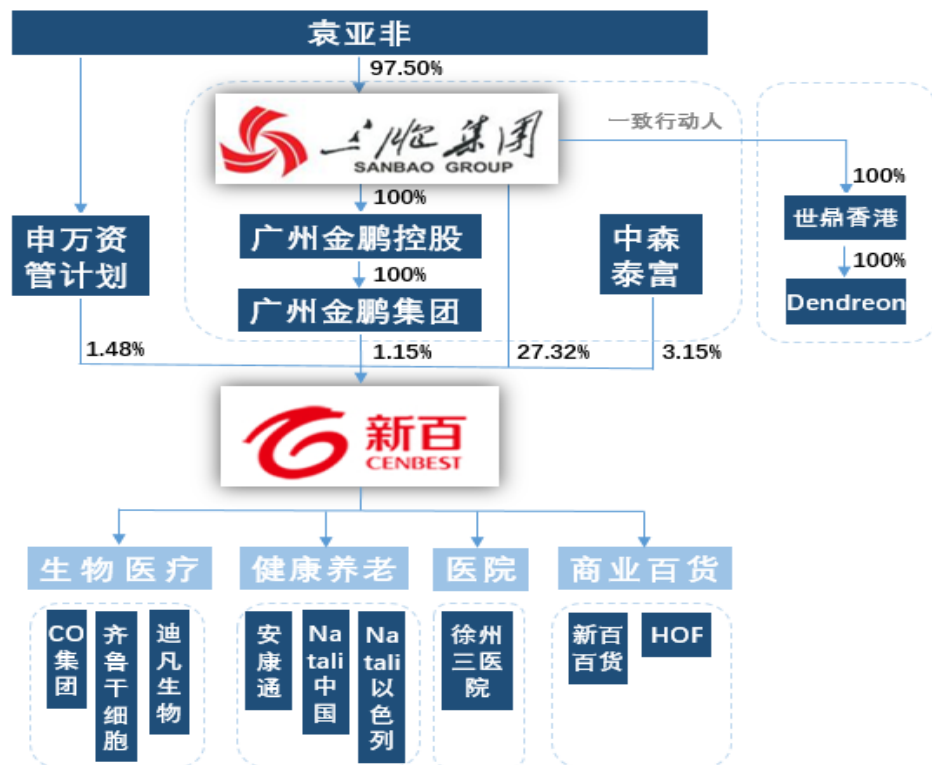 袁亚非
97.50%
一致行动人
三胞集团
SANBAO GROUP
100%
100%
申万资
管计划
广州金鹏控股
中森
泰富
世鼎香港
100%
100%
广州金鹏集团
Dendreon
1.48%
1.15%
27.32%
3.15%
新百
CENBEST
生物医疗
健康养老
医院
商业百货
CO
集
团
齐
鲁
干
细
胞
迪
凡
生
物
安
康
通
Na
tali
中
国
Na
tali
以
色
列
徐州
三医
院
新百
百货
HOF